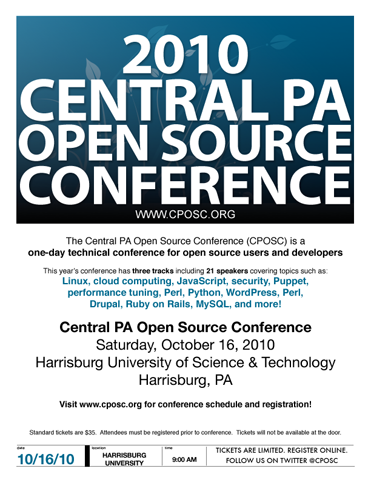 2010
CENTRAL PA
OPEN SOURCE
CONFERENCE
WWW.CPOSC.ORG
The Central PA Open Source Conference (CPOSC) is a
one-day technical conference for open source users and developers
This year's conference has three tracks including 21 speakers covering topics such as:
Linux, cloud computing, JavaScript, security, Puppet,
performance tuning, Perl, Python, WordPress, Perl,
Drupal, Ruby on Rails, MySQL, and more!
Central PA Open Source Conference
Saturday, October 16, 2010
Harrisburg University of Science & Technology
Harrisburg, PA
Visit www.cposc.org for conference schedule and registration!
Standard tickets are $35. Attendees must be registered prior to conference. Tickets will not be available at the door.
Date
10/16/10
location
HARRISBURG
UNIVERSITY
time
9:00 AM
TICKETS ARE LIMITED. REGISTER ONLINE.
FOLLOW US ON TWITTER @CPOSC